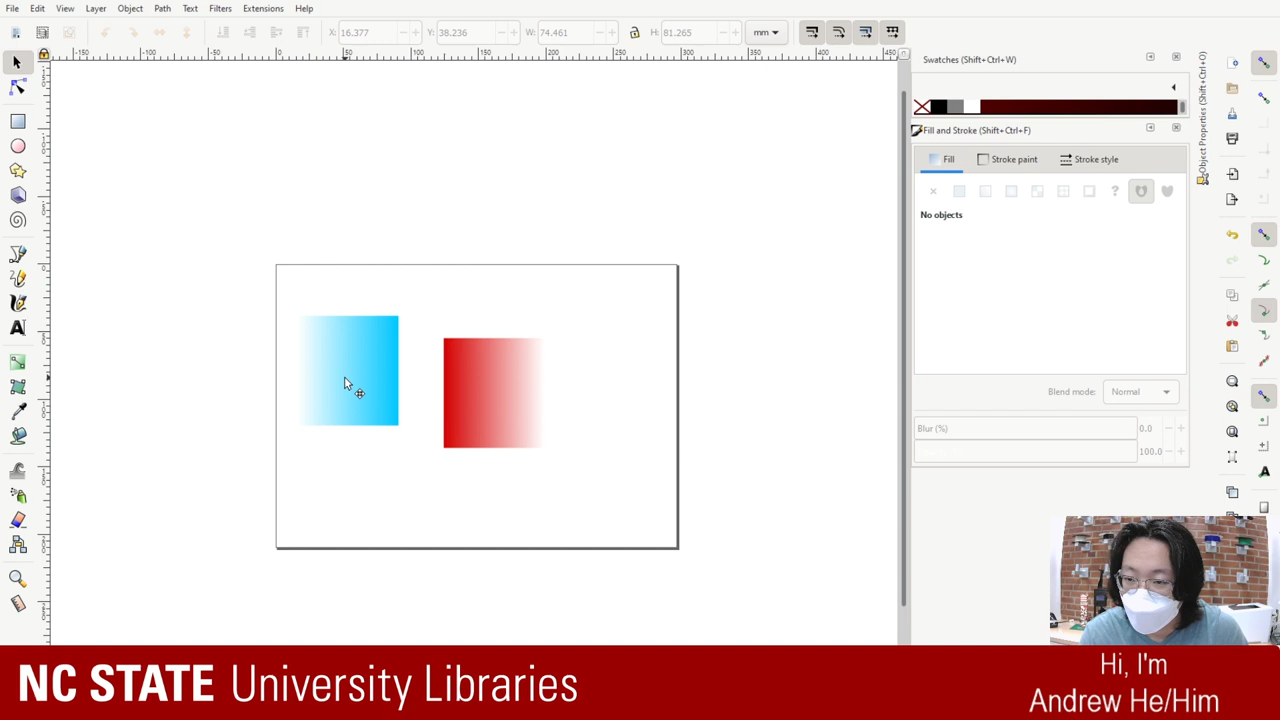 File Edit View Layer Object Path Text Filters Extensions Help
X: 16.377 Y: 38.236 W: 74.461 H: 81.265 mm
Swatches (Shift+Ctrl+W)
Fill and Stroke (Shift+Ctrl+F)
Fill Stroke paint Stroke style
No objects
Blend mode: Normal
Blur (%) 0.0
100.0
Object Properties (Shift+Ctrl+O)
NC STATE University Libraries
Hi, I'm
Andrew He/Him